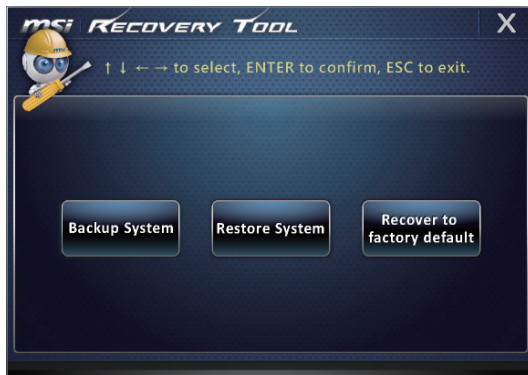 msi RECOVERY TOOL X
↑ ↓ ← → to select, ENTER to confirm, ESC to exit.
Backup System
Restore System
Recover to
factory default